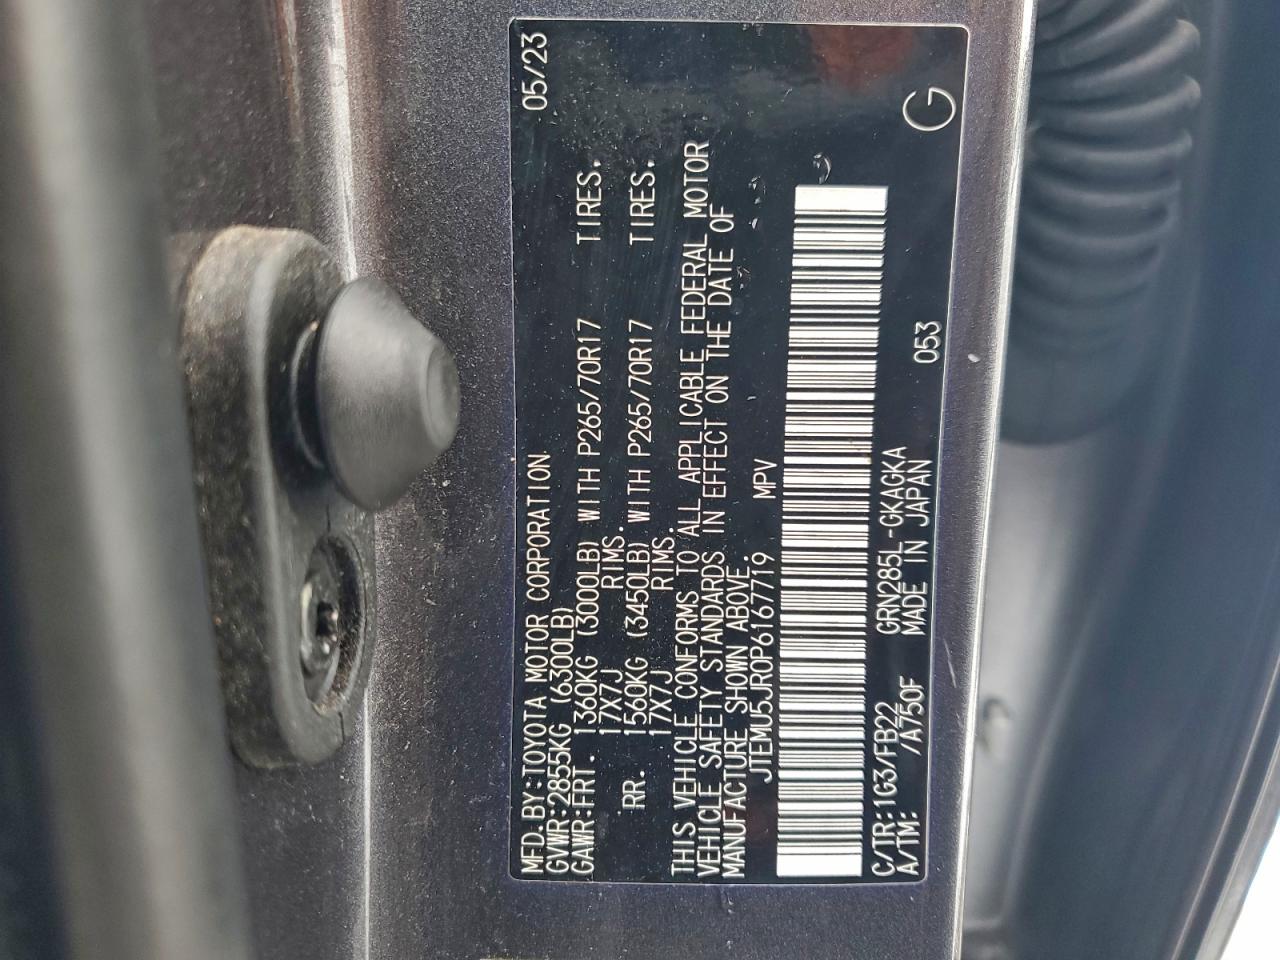 MFD.BY:TOYOTA MOTOR CORPORATION 05/23
GVWR:2855KG (6300LB)
GAWR:FRT. 1360KG (3000LB) WITH P265/70R17 TIRES.
17X7J RIMS.
RR. 1560KG (3450LB) WITH P265/70R17 TIRES.
17X7J RIMS.
THIS VEHICLE CONFORMS TO ALL APPLICABLE FEDERAL MOTOR
VEHICLE SAFETY STANDARDS IN EFFECT ON THE DATE OF
MANUFACTURE SHOWN ABOVE.
JTEMU5JR0P6167719 MPV
C/TR:1G3/FB22 GRN285L-GKAGKA 053 G
A/TM: /A750F MADE IN JAPAN